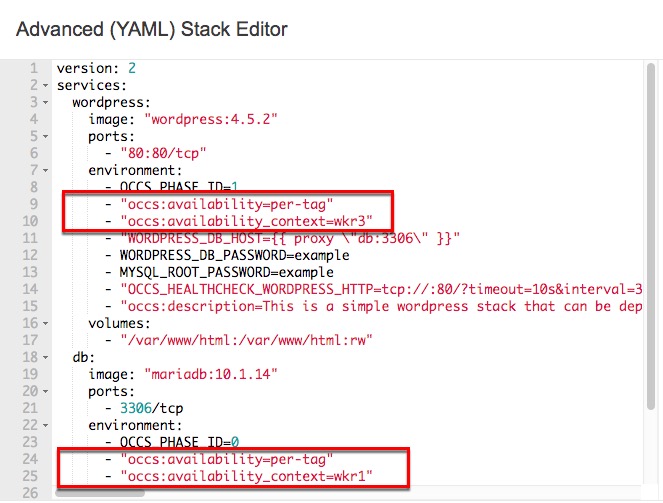 Advanced (YAML) Stack Editor
1 version: 2
2 services:
3 wordpress:
4 image: "wordpress:4.5.2"
5 ports:
6 - "80:80/tcp"
7 environment:
8 - OCCS_PHASE_ID=1
9 - "occs:availability=per-tag"
10 - "occs:availability_context=wkr3"
11 - "WORDPRESS_DB_HOST={{ proxy \"db:3306\" }}"
12 - WORDPRESS_DB_PASSWORD=example
13 - MYSQL_ROOT_PASSWORD=example
14 - "OCCS_HEALTHCHECK_WORDPRESS_HTTP=tcp://:80/?timeout=10s&interval=3
15 - "occs:description=This is a simple wordpress stack that can be dep
16 volumes:
17 - "/var/www/html:/var/www/html:rw"
18 db:
19 image: "mariadb:10.1.14"
20 ports:
21 - 3306/tcp
22 environment:
23 - OCCS_PHASE_ID=0
24 - "occs:availability=per-tag"
25 - "occs:availability_context=wkr1"
26